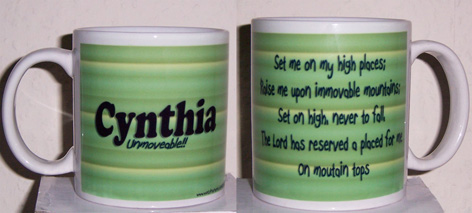 Cynthia
Unmoveable!!
Set me on my high places;
Raise me upon immovable mountains;
Set on high, never to fall.
The Lord has reserved a placed for me
On moutain tops